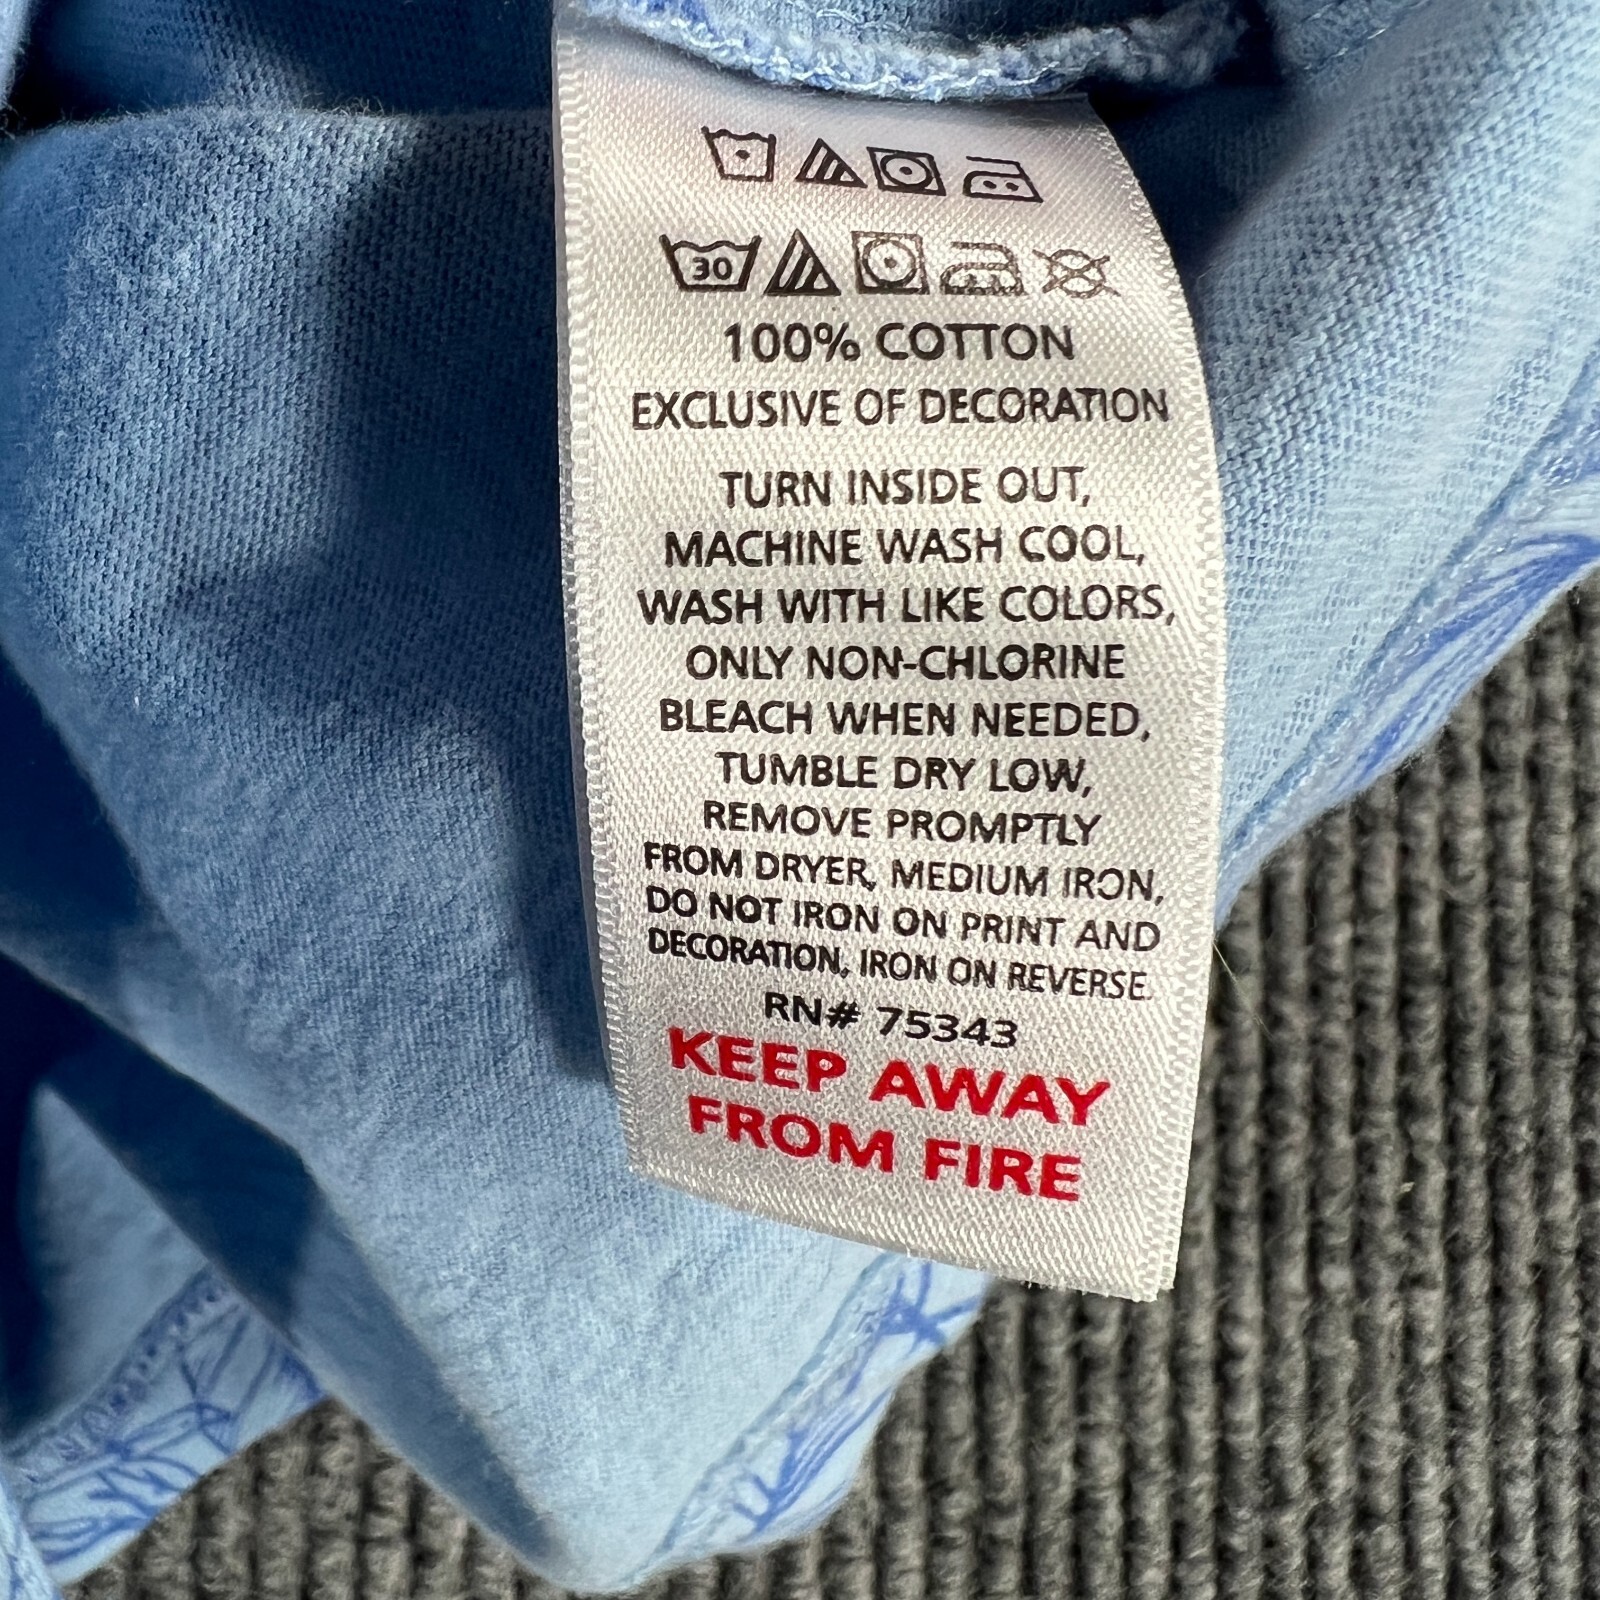 30
100% COTTON
EXCLUSIVE OF DECORATION
TURN INSIDE OUT,
MACHINE WASH COOL,
WASH WITH LIKE COLORS,
ONLY NON-CHLORINE
BLEACH WHEN NEEDED,
TUMBLE DRY LOW,
REMOVE PROMPTLY
FROM DRYER, MEDIUM IRON,
DO NOT IRON ON PRINT AND
DECORATION, IRON ON REVERSE.
RN# 75343
KEEP AWAY
FROM FIRE